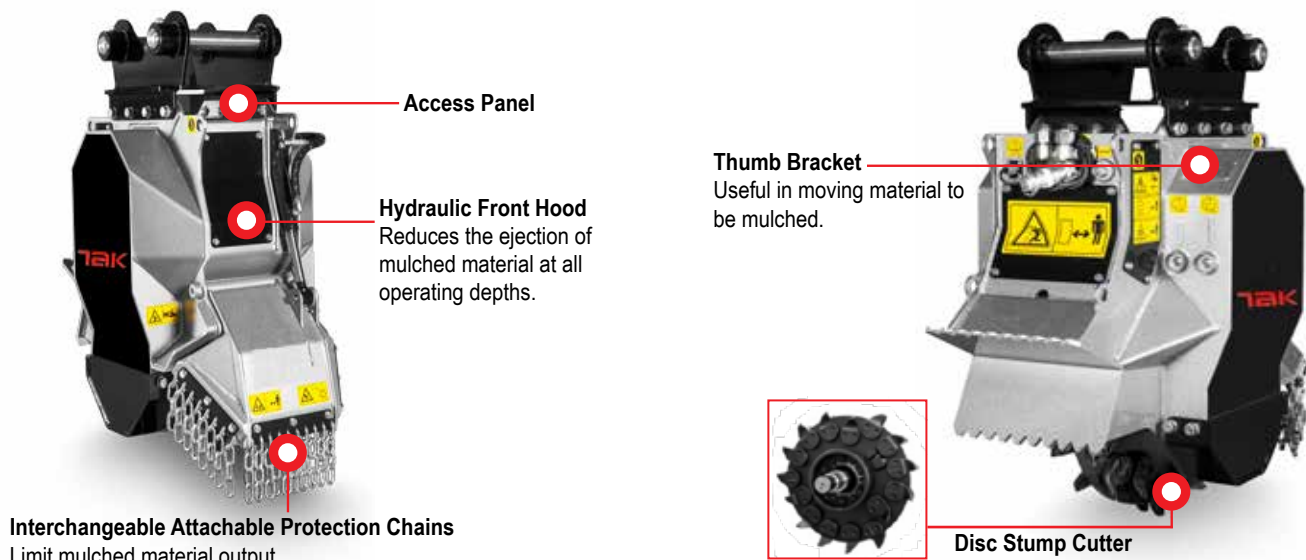 Access Panel
Hydraulic Front Hood
Reduces the ejection of
mulched material at all
operating depths.
Interchangeable Attachable Protection Chains
Limit mulched material output
TAK
Thumb Bracket
Useful in moving material to
be mulched.
TAK
Disc Stump Cutter